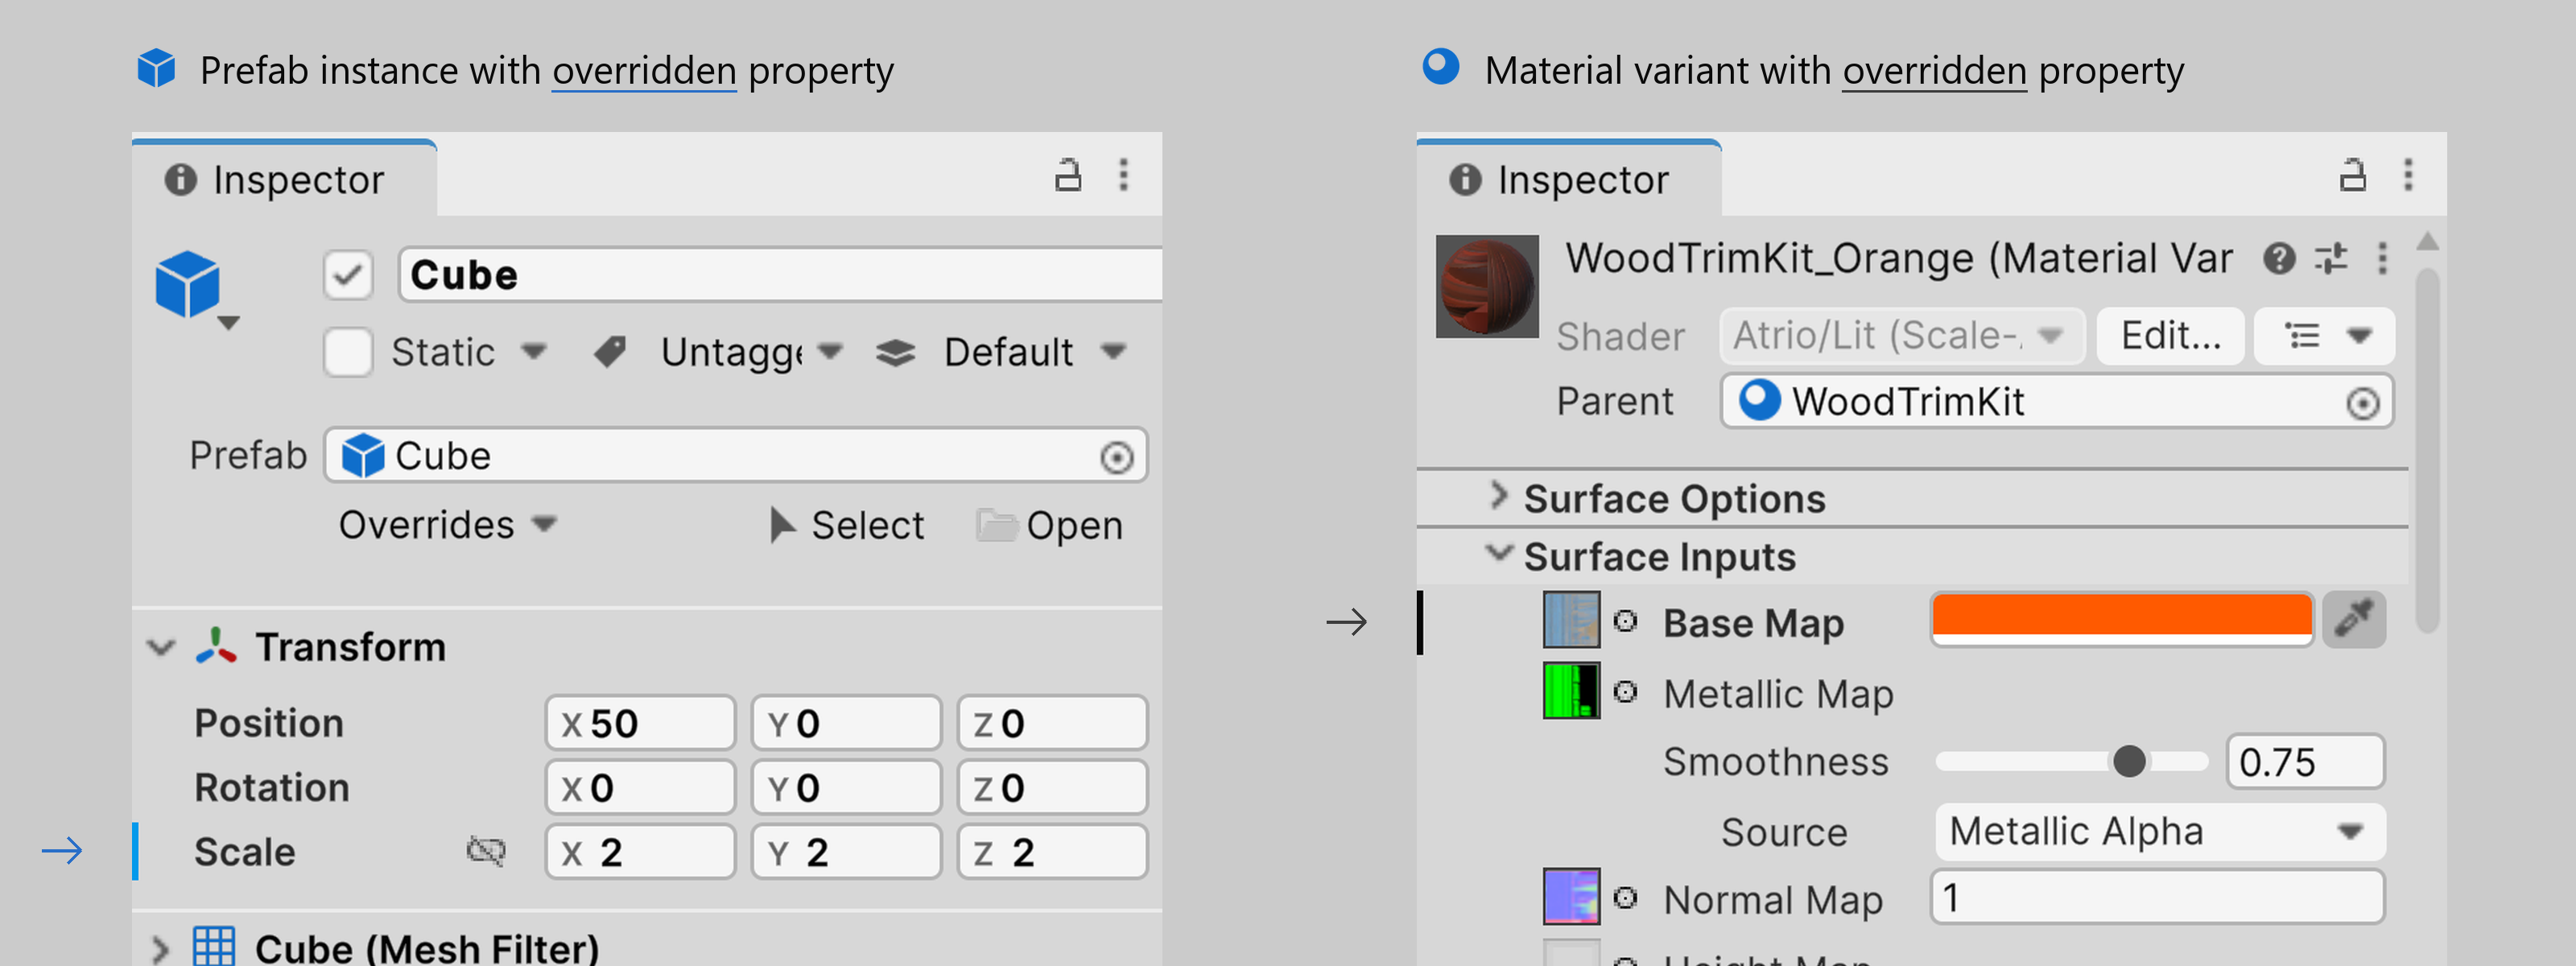 Prefab instance with overridden property
Inspector
Cube
Static
Untagge
Default
Prefab
Cube
Overrides
Select
Open
Transform
Position X 50 Y 0 Z 0
Rotation X 0 Y 0 Z 0
Scale X 2 Y 2 Z 2
Cube (Mesh Filter)
Material variant with overridden property
Inspector
WoodTrimKit_Orange (Material Var
Shader
Atrio/Lit (Scale-
Edit...
Parent
WoodTrimKit
Surface Options
Surface Inputs
Base Map
Metallic Map
Smoothness
0.75
Source
Metallic Alpha
Normal Map
1
Height Map